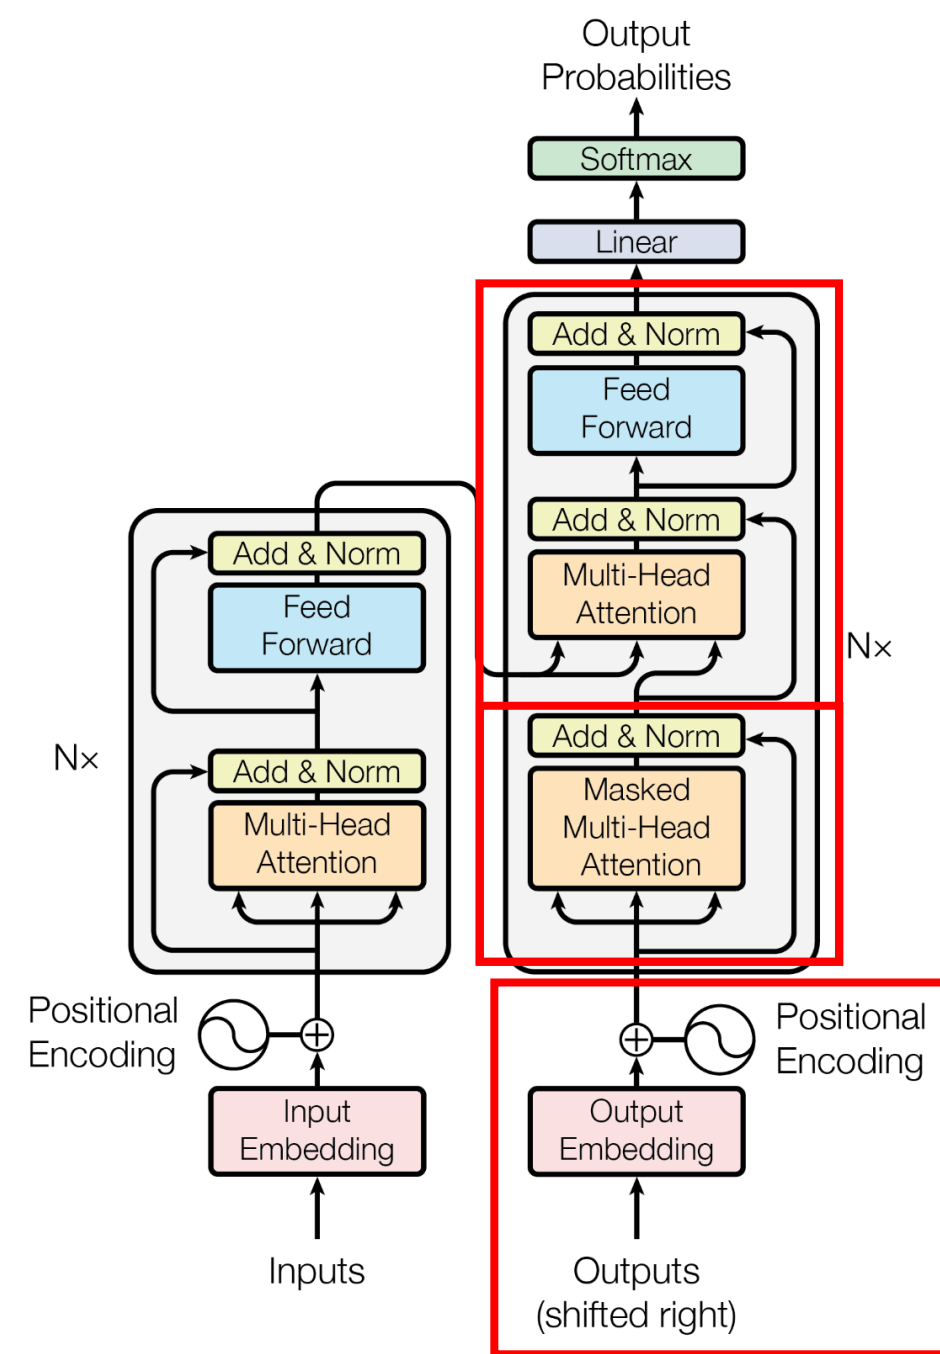 Output
Probabilities
Softmax
Linear
Add & Norm
Feed
Forward
Add & Norm
Multi-Head
Attention
N×
Add & Norm
Masked
Multi-Head
Attention
Add & Norm
Feed
Forward
N×
Add & Norm
Multi-Head
Attention
Positional
Encoding
Input
Embedding
Inputs
Positional
Encoding
Output
Embedding
Outputs
(shifted right)